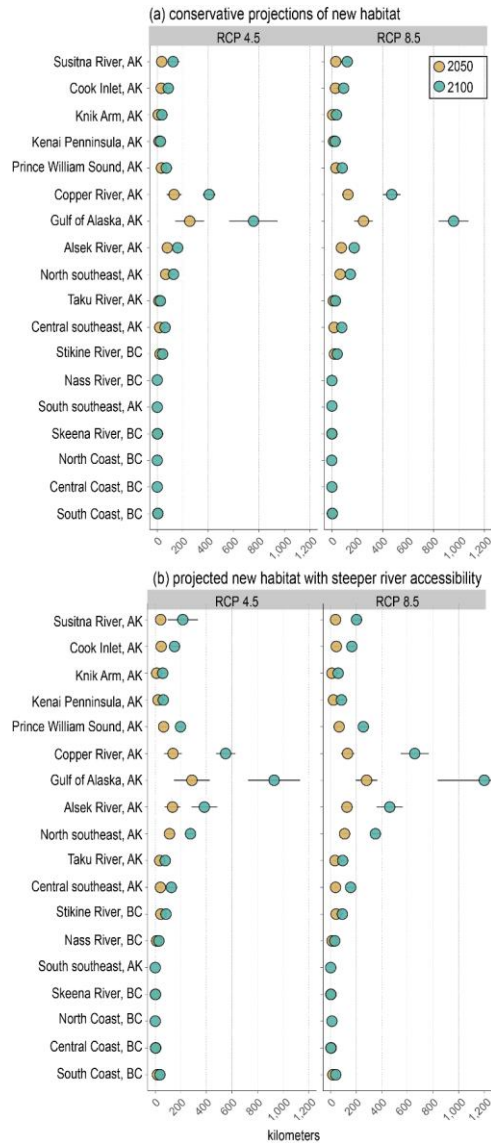 (a) conservative projections of new habitat
RCP 4.5
RCP 8.5
2050
2100
Susitna River, AK
Cook Inlet, AK
Knik Arm, AK
Kenai Penninsula, AK
Prince William Sound, AK
Copper River, AK
Gulf of Alaska, AK
Alsek River, AK
North southeast, AK
Taku River, AK
Central southeast, AK
Stikine River, BC
Nass River, BC
South southeast, AK
Skeena River, BC
North Coast, BC
Central Coast, BC
South Coast, BC
0 200 400 600 800 1,000 1,200 0 200 400 600 800 1,000 1,200
(b) projected new habitat with steeper river accessibility
RCP 4.5
RCP 8.5
Susitna River, AK
Cook Inlet, AK
Knik Arm, AK
Kenai Penninsula, AK
Prince William Sound, AK
Copper River, AK
Gulf of Alaska, AK
Alsek River, AK
North southeast, AK
Taku River, AK
Central southeast, AK
Stikine River, BC
Nass River, BC
South southeast, AK
Skeena River, BC
North Coast, BC
Central Coast, BC
South Coast, BC
0 200 400 600 800 1,000 1,200 0 200 400 600 800 1,000 1,200
kilometers